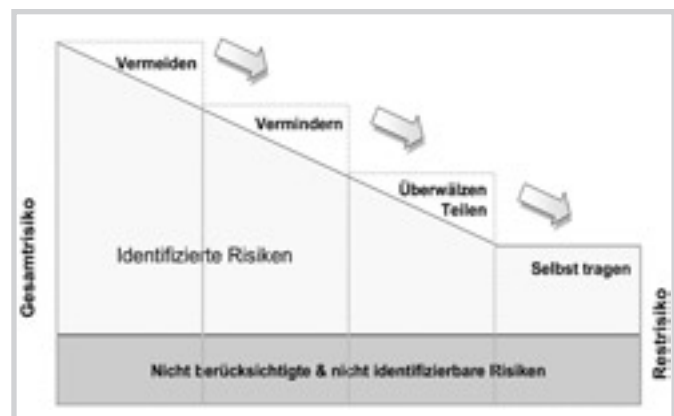 Vermeiden
Vermindern
Überwälzen
Teilen
Selbst tragen
Identifizierte Risiken
Gesamtrisiko
Restrisiko
Nicht berücksichtigte & nicht identifizierbare Risiken